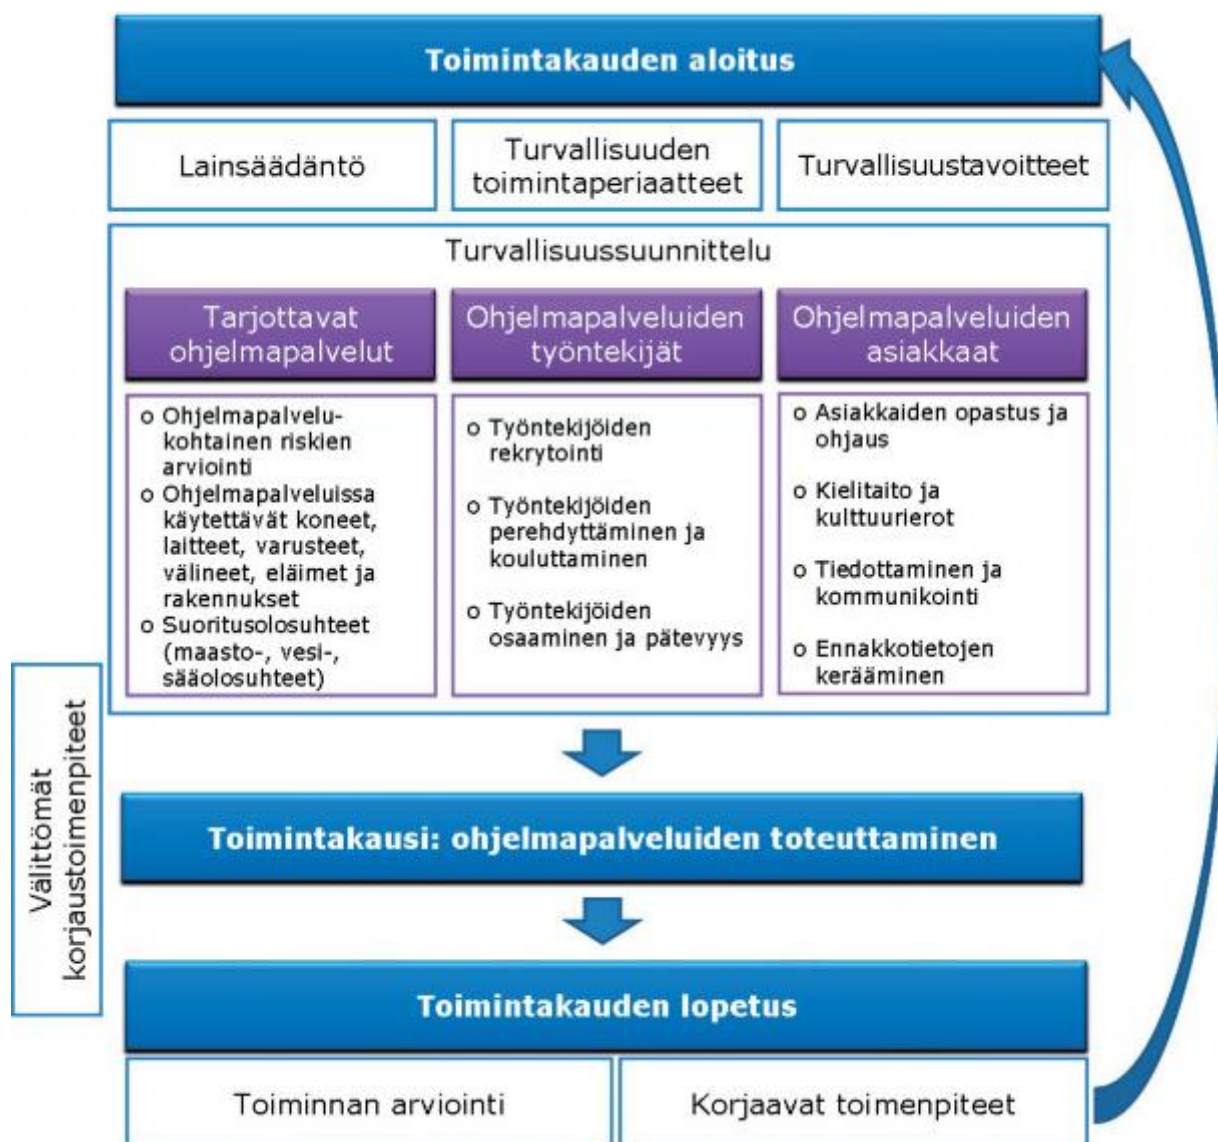 Toimintakauden aloitus
Lainsäädäntö
Turvallisuuden
toimintaperiaatteet
Turvallisuustavoitteet
Turvallisuussuunnittelu
Tarjottavat
ohjelmapalvelut
o Ohjelmapalvelu-
kohtainen riskien
arviointi
o Ohjelmapalveluissa
käytettävät koneet,
laitteet, varusteet,
välineet, eläimet ja
rakennukset
o Suoritusolosuhteet
(maasto-, vesi-,
sääolosuhteet)
Ohjelmapalveluiden
työntekijät
o Työntekijöiden
rekrytointi
o Työntekijöiden
perehdyttäminen ja
kouluttaminen
o Työntekijöiden
osaaminen ja pätevyys
Ohjelmapalveluiden
asiakkaat
o Asiakkaiden opastus ja
ohjaus
o Kielitaito ja
kulttuurierot
o Tiedottaminen ja
kommunikointi
o Ennakkotietojen
kerääminen
Välittömät
korjaustoimenpiteet
Toimintakausi: ohjelmapalveluiden toteuttaminen
Toimintakauden lopetus
Toiminnan arviointi
Korjaavat toimenpiteet